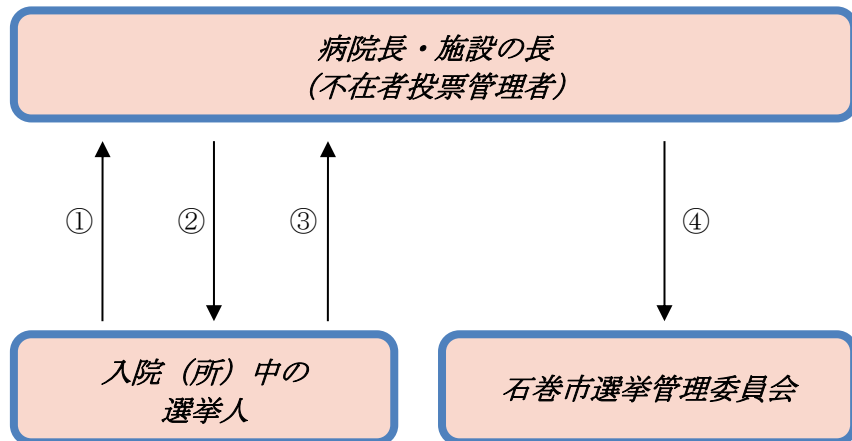 病院長・施設の長
（不在者投票管理者）
①
②
③
④
入院（所）中の
選挙人
石巻市選挙管理委員会